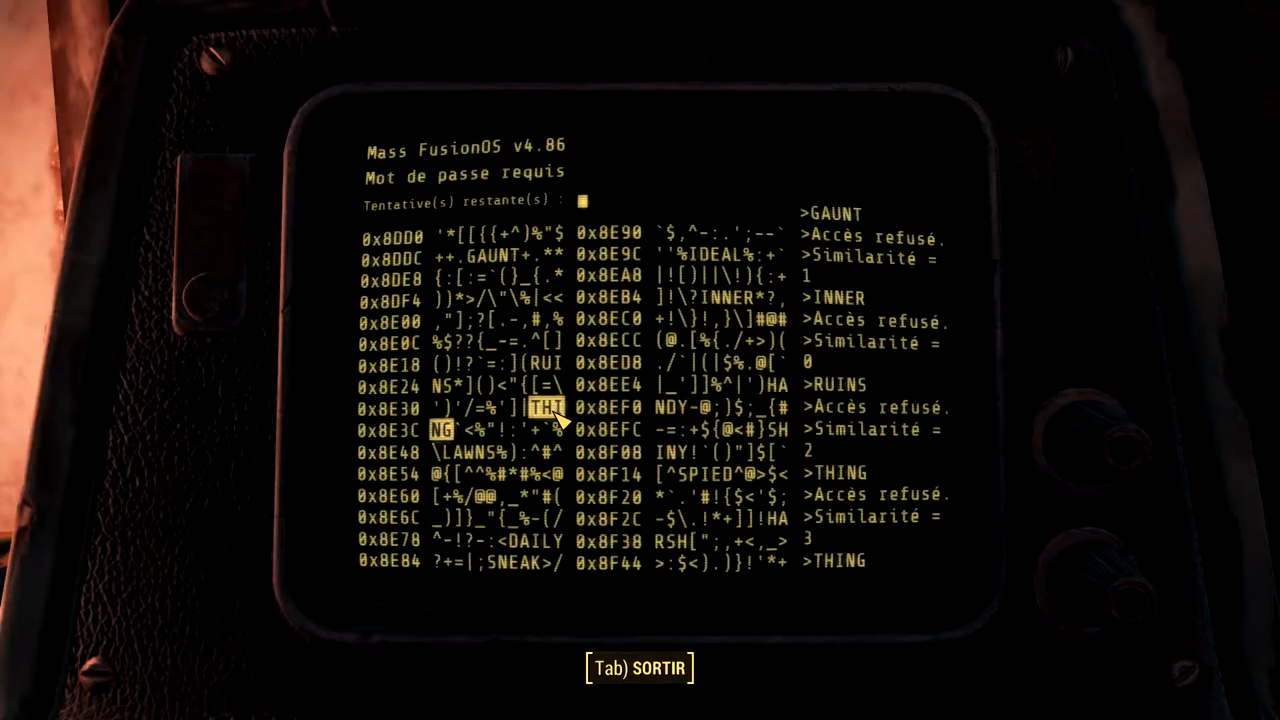 Mass FusionOS v4.86
Mot de passe requis
Tentative(s) restante(s) :
0x8DD0 '*[[{{+^)%"$ 0x8E90 `$,^-:.';--`
0x8DDC ++.GAUNT+.** 0x8E9C ''%IDEAL%:+`
0x8DE8 {:[:=`(}_{.* 0x8EA8 |![)||\!){:+
0x8DF4 ))*>/\"\%|<< 0x8EB4 ]!\?INNER*?,
0x8E00 ,"];?[.-,#,% 0x8EC0 +!\}!,}\]#@#
0x8E0C %$??{_-=.^[] 0x8ECC (@.[%{./+>)(
0x8E18 ()!?`=:](RUI 0x8ED8 ./`|(|$%.@[`
0x8E24 NS*]()<"{[=\ 0x8EE4 |_']]%^|')HA
0x8E30 ')'/=%']|THI 0x8EF0 NDY-@;)$;_{#
0x8E3C NG`<%"!:'+`% 0x8EFC -=:+${@<#}SH
0x8E48 \LAWNS%):^#^ 0x8F08 INY!`()"]$[`
0x8E54 @{[^^%#*#%<@ 0x8F14 [^SPIED^@>$<
0x8E60 [+%/@@,_*"#( 0x8F20 *`.'#!{$<'$;
0x8E6C _)]}_"{_%-(/ 0x8F2C -$\.!*+]]!HA
0x8E78 ^-!?-:<DAILY 0x8F38 RSH[";,+<,_>
0x8E84 ?+=|;SNEAK>/ 0x8F44 >:$<).)}!'*+
>GAUNT
>Accès refusé.
>Similarité =
1
>INNER
>Accès refusé.
>Similarité =
0
>RUINS
>Accès refusé.
>Similarité =
2
>THING
>Accès refusé.
>Similarité =
3
>THING
Tab) SORTIR